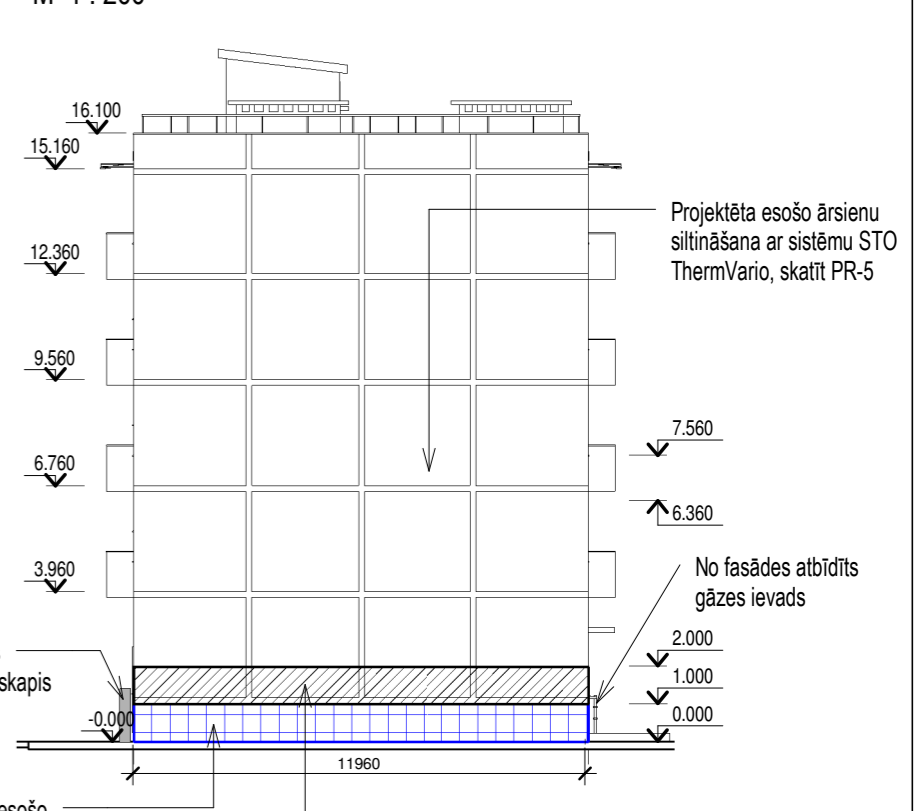 M 1 : 200
16.100
15.160
Projektēta esošo ārsienu
siltināšana ar sistēmu STO
ThermVario, skatīt PR-5
12.360
9.560
7.560
6.760
6.360
3.960
No fasādes atbīdīts
gāzes ievads
2.000
skapis
1.000
-0.000
0.000
11960
esošo